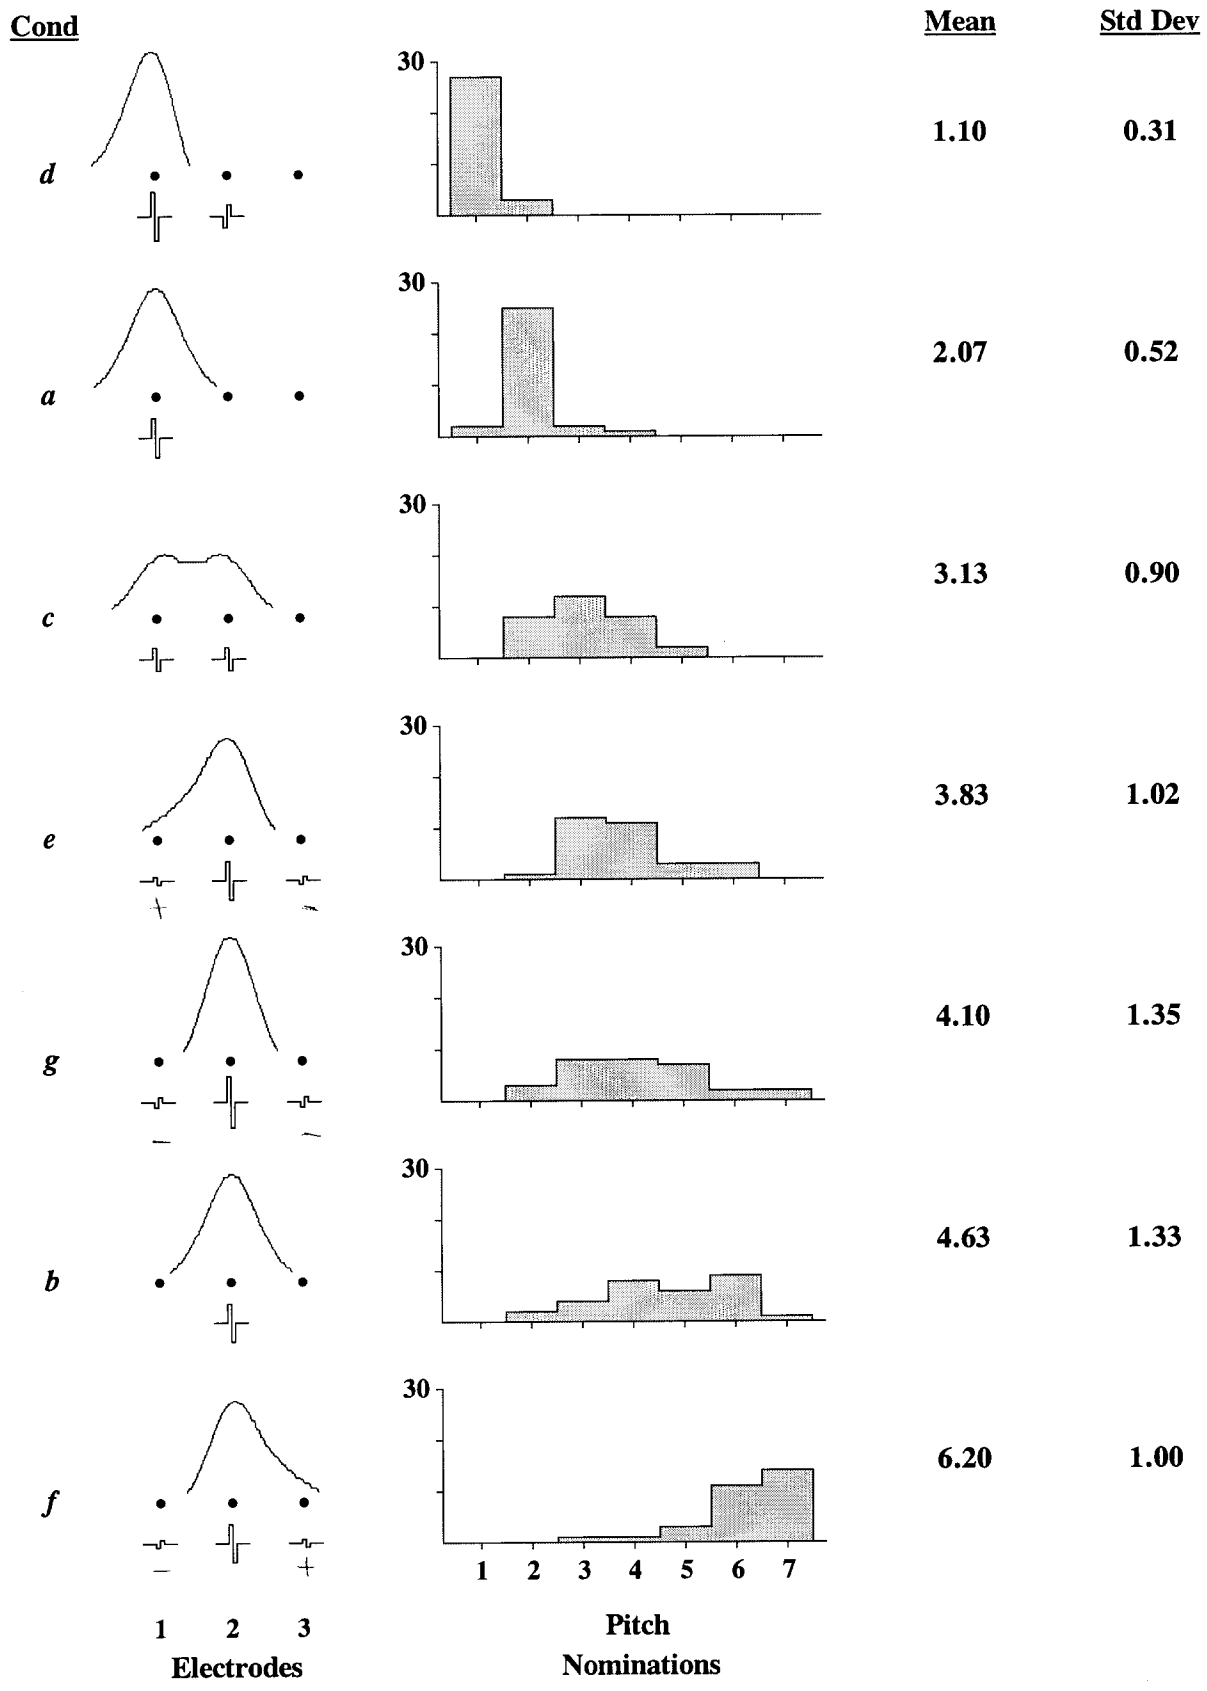 Cond Mean Std Dev
30
d 1.10 0.31
30
a 2.07 0.52
30
c 3.13 0.90
30
e 3.83 1.02
+ −
30
g 4.10 1.35
− −
30
b 4.63 1.33
30
f 6.20 1.00
− +
1 2 3 4 5 6 7
1 2 3 Pitch
Electrodes Nominations